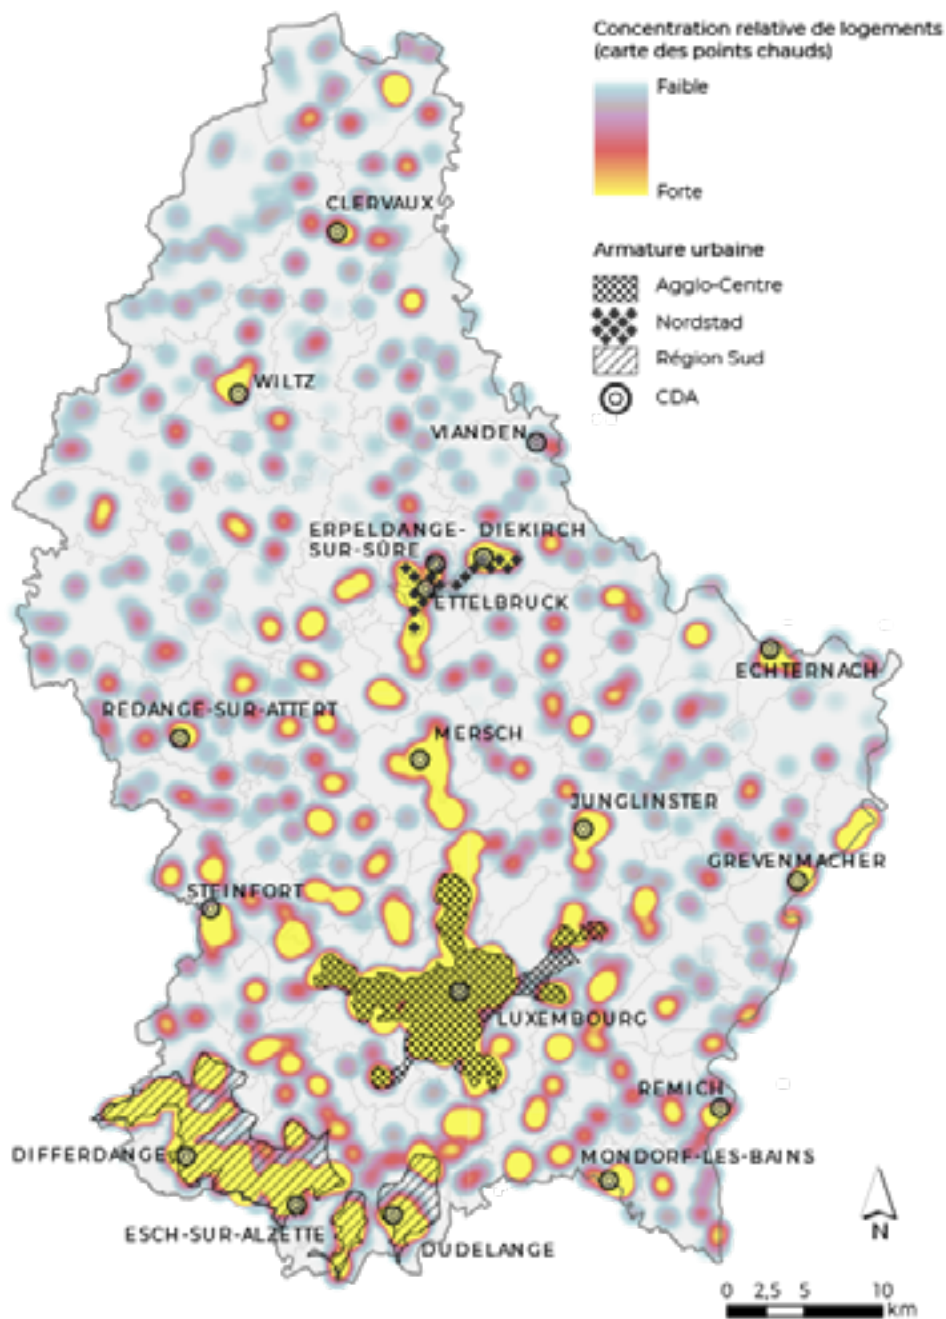 Concentration relative de logements
(carte des points chauds)
Faible
Forte
Armature urbaine
Agglo-Centre
Nordstad
Région Sud
CDA
CLERVAUX
WILTZ
VIANDEN
ERPELDANGE- DIEKIRCH
SUR-SÛRE
ETTELBRUCK
ECHTERNACH
REDANGE-SUR-ATTERT
MERSCH
JUNGLINSTER
GREVENMACHER
STEINFORT
LUXEMBOURG
REMICH
DIFFERDANGE
MONDORF-LES-BAINS
ESCH-SUR-ALZETTE
DUDELANGE
N
0 2,5 5 10
km